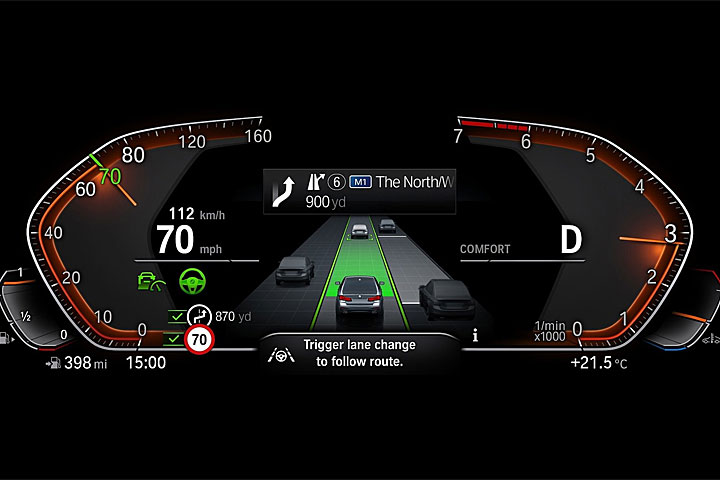 160
120
80
70
60
40
20
10
0
112 km/h
70 mph
870 yd
70
6 M1 The North/W
900 yd
COMFORT
D
7
6
5
4
3
2
1
0
1/min
x1000
i
Trigger lane change
to follow route.
1
½
0
398 mi
15:00
+21.5 °C